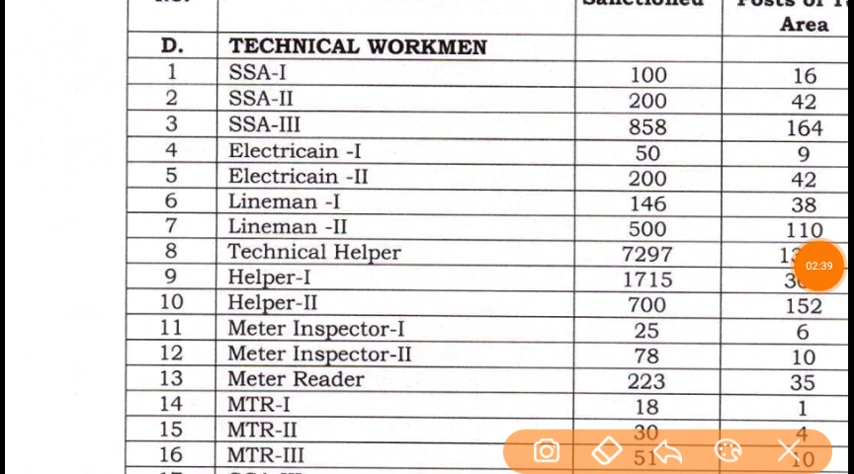 Sanctioned Posts of
Area
D. TECHNICAL WORKMEN
1 SSA-I 100 16
2 SSA-II 200 42
3 SSA-III 858 164
4 Electricain -I 50 9
5 Electricain -II 200 42
6 Lineman -I 146 38
7 Lineman -II 500 110
8 Technical Helper 7297
02:39
9 Helper-I 1715
10 Helper-II 700 152
11 Meter Inspector-I 25 6
12 Meter Inspector-II 78 10
13 Meter Reader 223 35
14 MTR-I 18 1
15 MTR-II 30 4
16 MTR-III 51 10